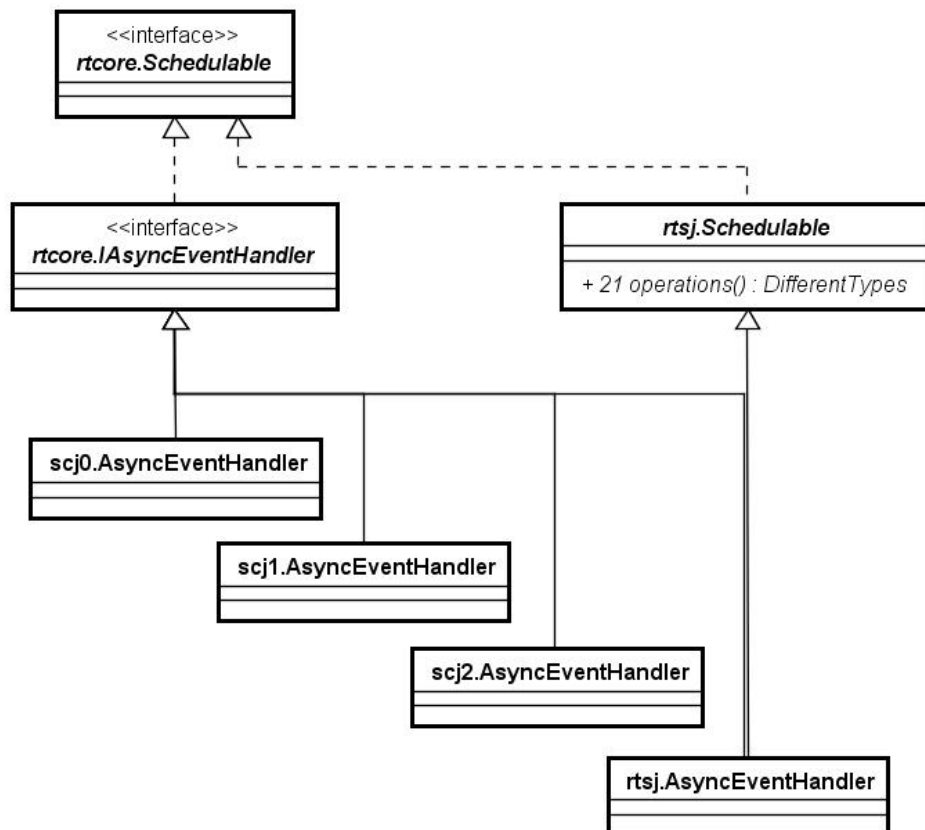 <<interface>>
rtcore.Schedulable
<<interface>>
rtcore.IAsyncEventHandler
rtsj.Schedulable
+ 21 operations() : DifferentTypes
scj0.AsyncEventHandler
scj1.AsyncEventHandler
scj2.AsyncEventHandler
rtsj.AsyncEventHandler